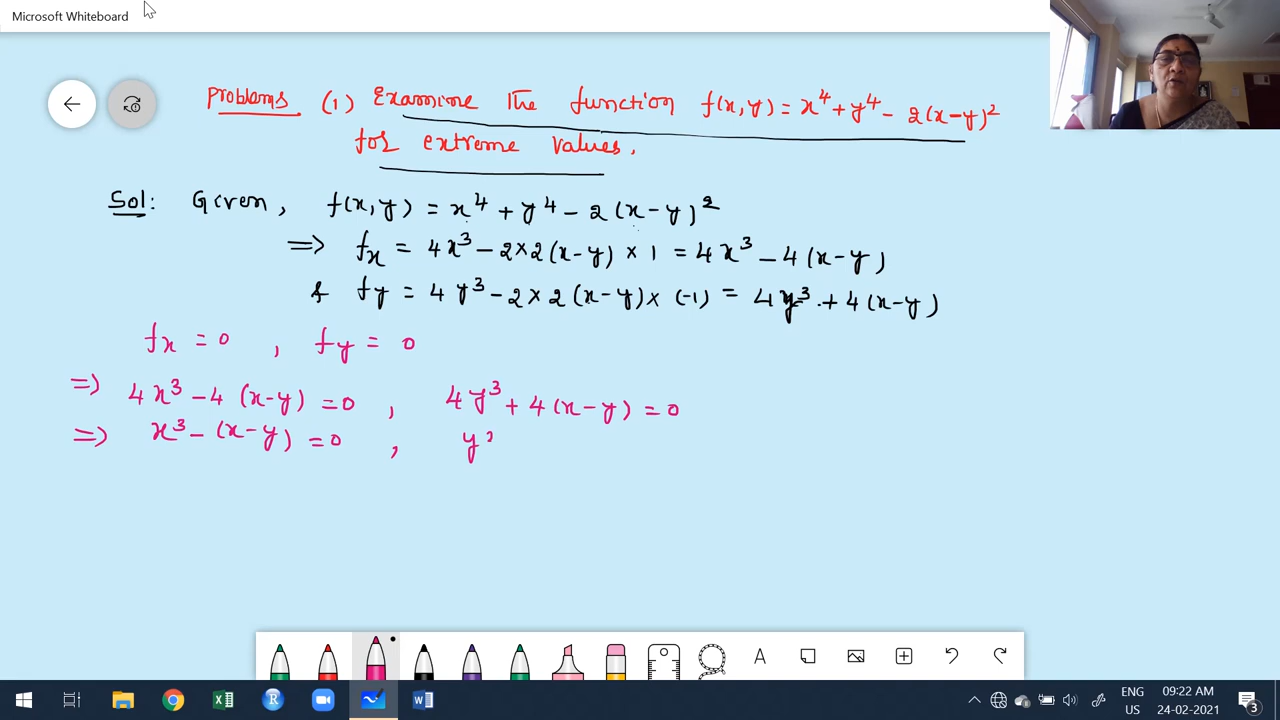 Microsoft Whiteboard
Problems (1) Examine The function f(x,y) = x⁴ + y⁴ - 2(x-y)²
for extreme values.
Sol: Given, f(x,y) = x⁴ + y⁴ - 2(x-y)²
=> fₓ = 4x³ - 2×2(x-y) × 1 = 4x³ - 4(x-y)
& fy = 4y³ - 2×2(x-y)× (-1) = 4y³ + 4(x-y)
fₓ = 0 , fy = 0
=> 4x³ - 4(x-y) = 0 , 4y³ + 4(x-y) = 0
=> x³ - (x-y) = 0 ,
A
ENG
US
09:22 AM
24-02-2021
3